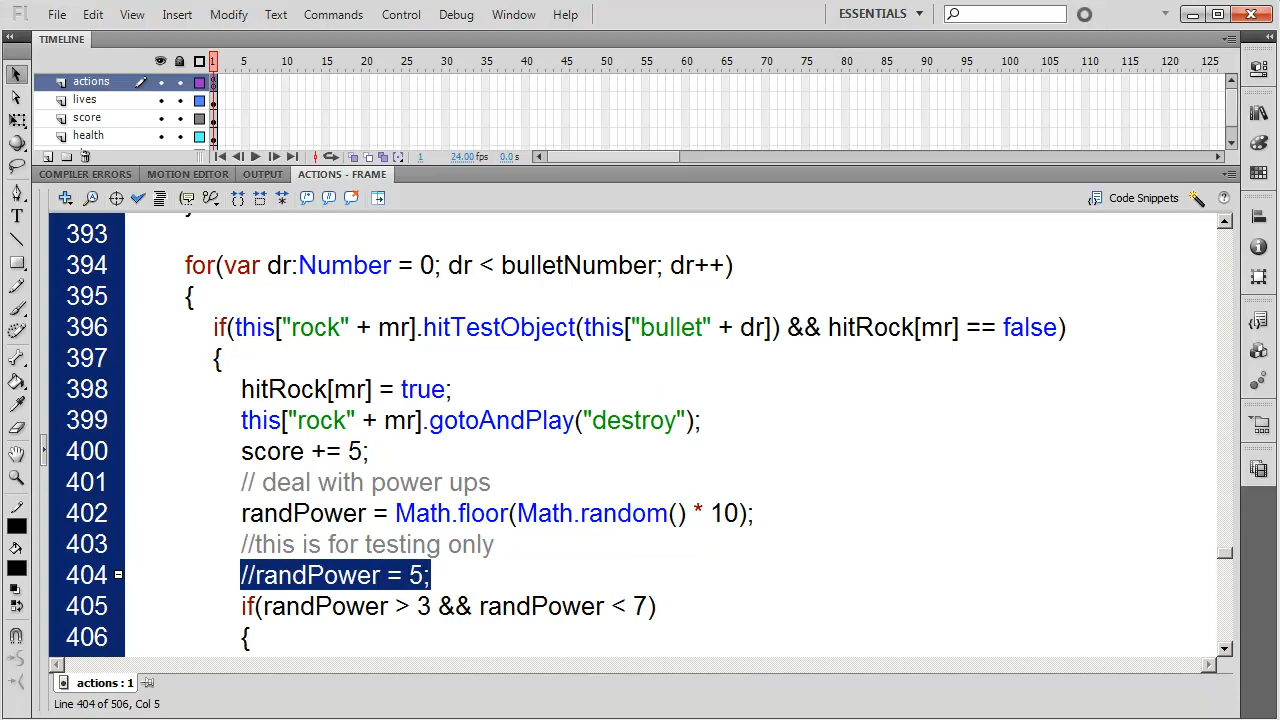 Fl File Edit View Insert Modify Text Commands Control Debug Window Help ESSENTIALS
TIMELINE
1 5 10 15 20 25 30 35 40 45 50 55 60 65 70 75 80 85 90 95 100 105 110 115 120 125
actions
lives
score
health
1 24.00 fps 0.0 s
COMPILER ERRORS MOTION EDITOR OUTPUT ACTIONS - FRAME
Code Snippets
393
394 for(var dr:Number = 0; dr < bulletNumber; dr++)
395 {
396 if(this["rock" + mr].hitTestObject(this["bullet" + dr]) && hitRock[mr] == false)
397 {
398 hitRock[mr] = true;
399 this["rock" + mr].gotoAndPlay("destroy");
400 score += 5;
401 // deal with power ups
402 randPower = Math.floor(Math.random() * 10);
403 //this is for testing only
404 //randPower = 5;
405 if(randPower > 3 && randPower < 7)
406 {
actions : 1
Line 404 of 506, Col 5